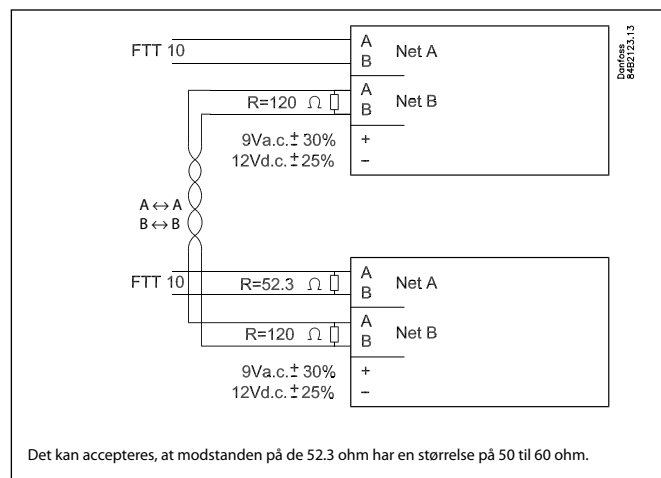 FTT 10
A
B
Net A
Danfoss
84B2123.13
R=120 Ω
A
B
Net B
9Va.c.± 30%
12Vd.c.± 25%
+
–
A ↔ A
B ↔ B
FTT 10
R=52.3 Ω
A
B
Net A
R=120 Ω
A
B
Net B
9Va.c.± 30%
12Vd.c.± 25%
+
–
Det kan accepteres, at modstanden på de 52.3 ohm har en størrelse på 50 til 60 ohm.